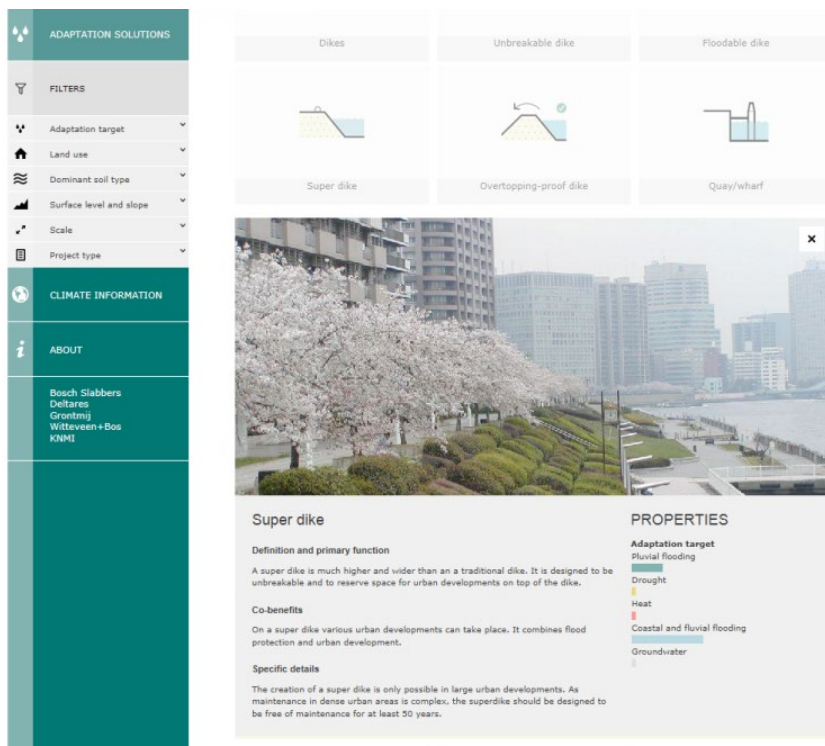 ADAPTATION SOLUTIONS
FILTERS
Adaptation target
Land use
Dominant soil type
Surface level and slope
Scale
Project type
CLIMATE INFORMATION
ABOUT
Bosch Slabbers
Deltares
Grontmij
Witteveen+Bos
KNMI
Dikes
Unbreakable dike
Floodable dike
Super dike
Overtopping-proof dike
Quay/wharf
Super dike
Definition and primary function
A super dike is much higher and wider than an a traditional dike. It is designed to be
unbreakable and to reserve space for urban developments on top of the dike.
Co-benefits
On a super dike various urban developments can take place. It combines flood
protection and urban development.
Specific details
The creation of a super dike is only possible in large urban developments. As
maintenance in dense urban areas is complex, the superdike should be designed to
be free of maintenance for at least 50 years.
PROPERTIES
Adaptation target
Pluvial flooding
Drought
Heat
Coastal and fluvial flooding
Groundwater